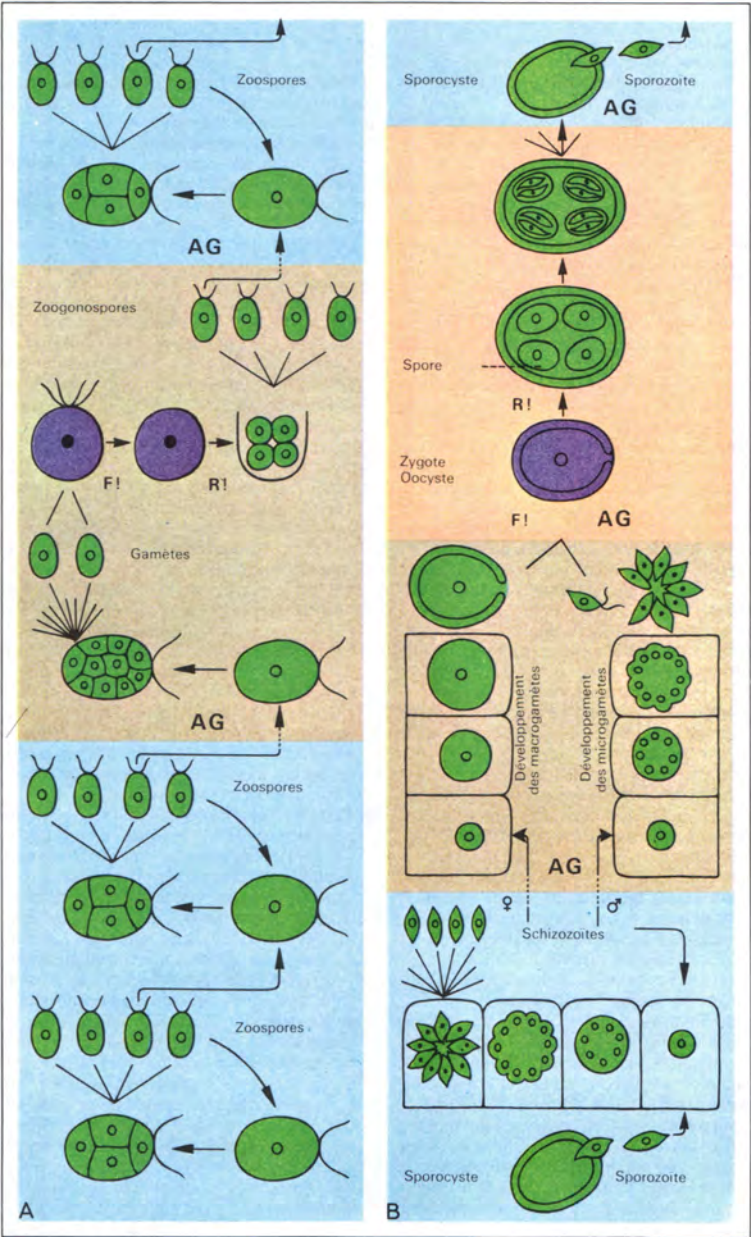 Zoospores
AG
Zoogonospores
F!
R!
Gamètes
AG
Zoospores
Zoospores
A
Sporocyste
Sporozoite
AG
Spore
R!
Zygote
Oocyste
F!
AG
Développement
des macrogamètes
Développement
des microgamètes
AG
♀
♂
Schizozoites
Sporocyste
Sporozoite
B